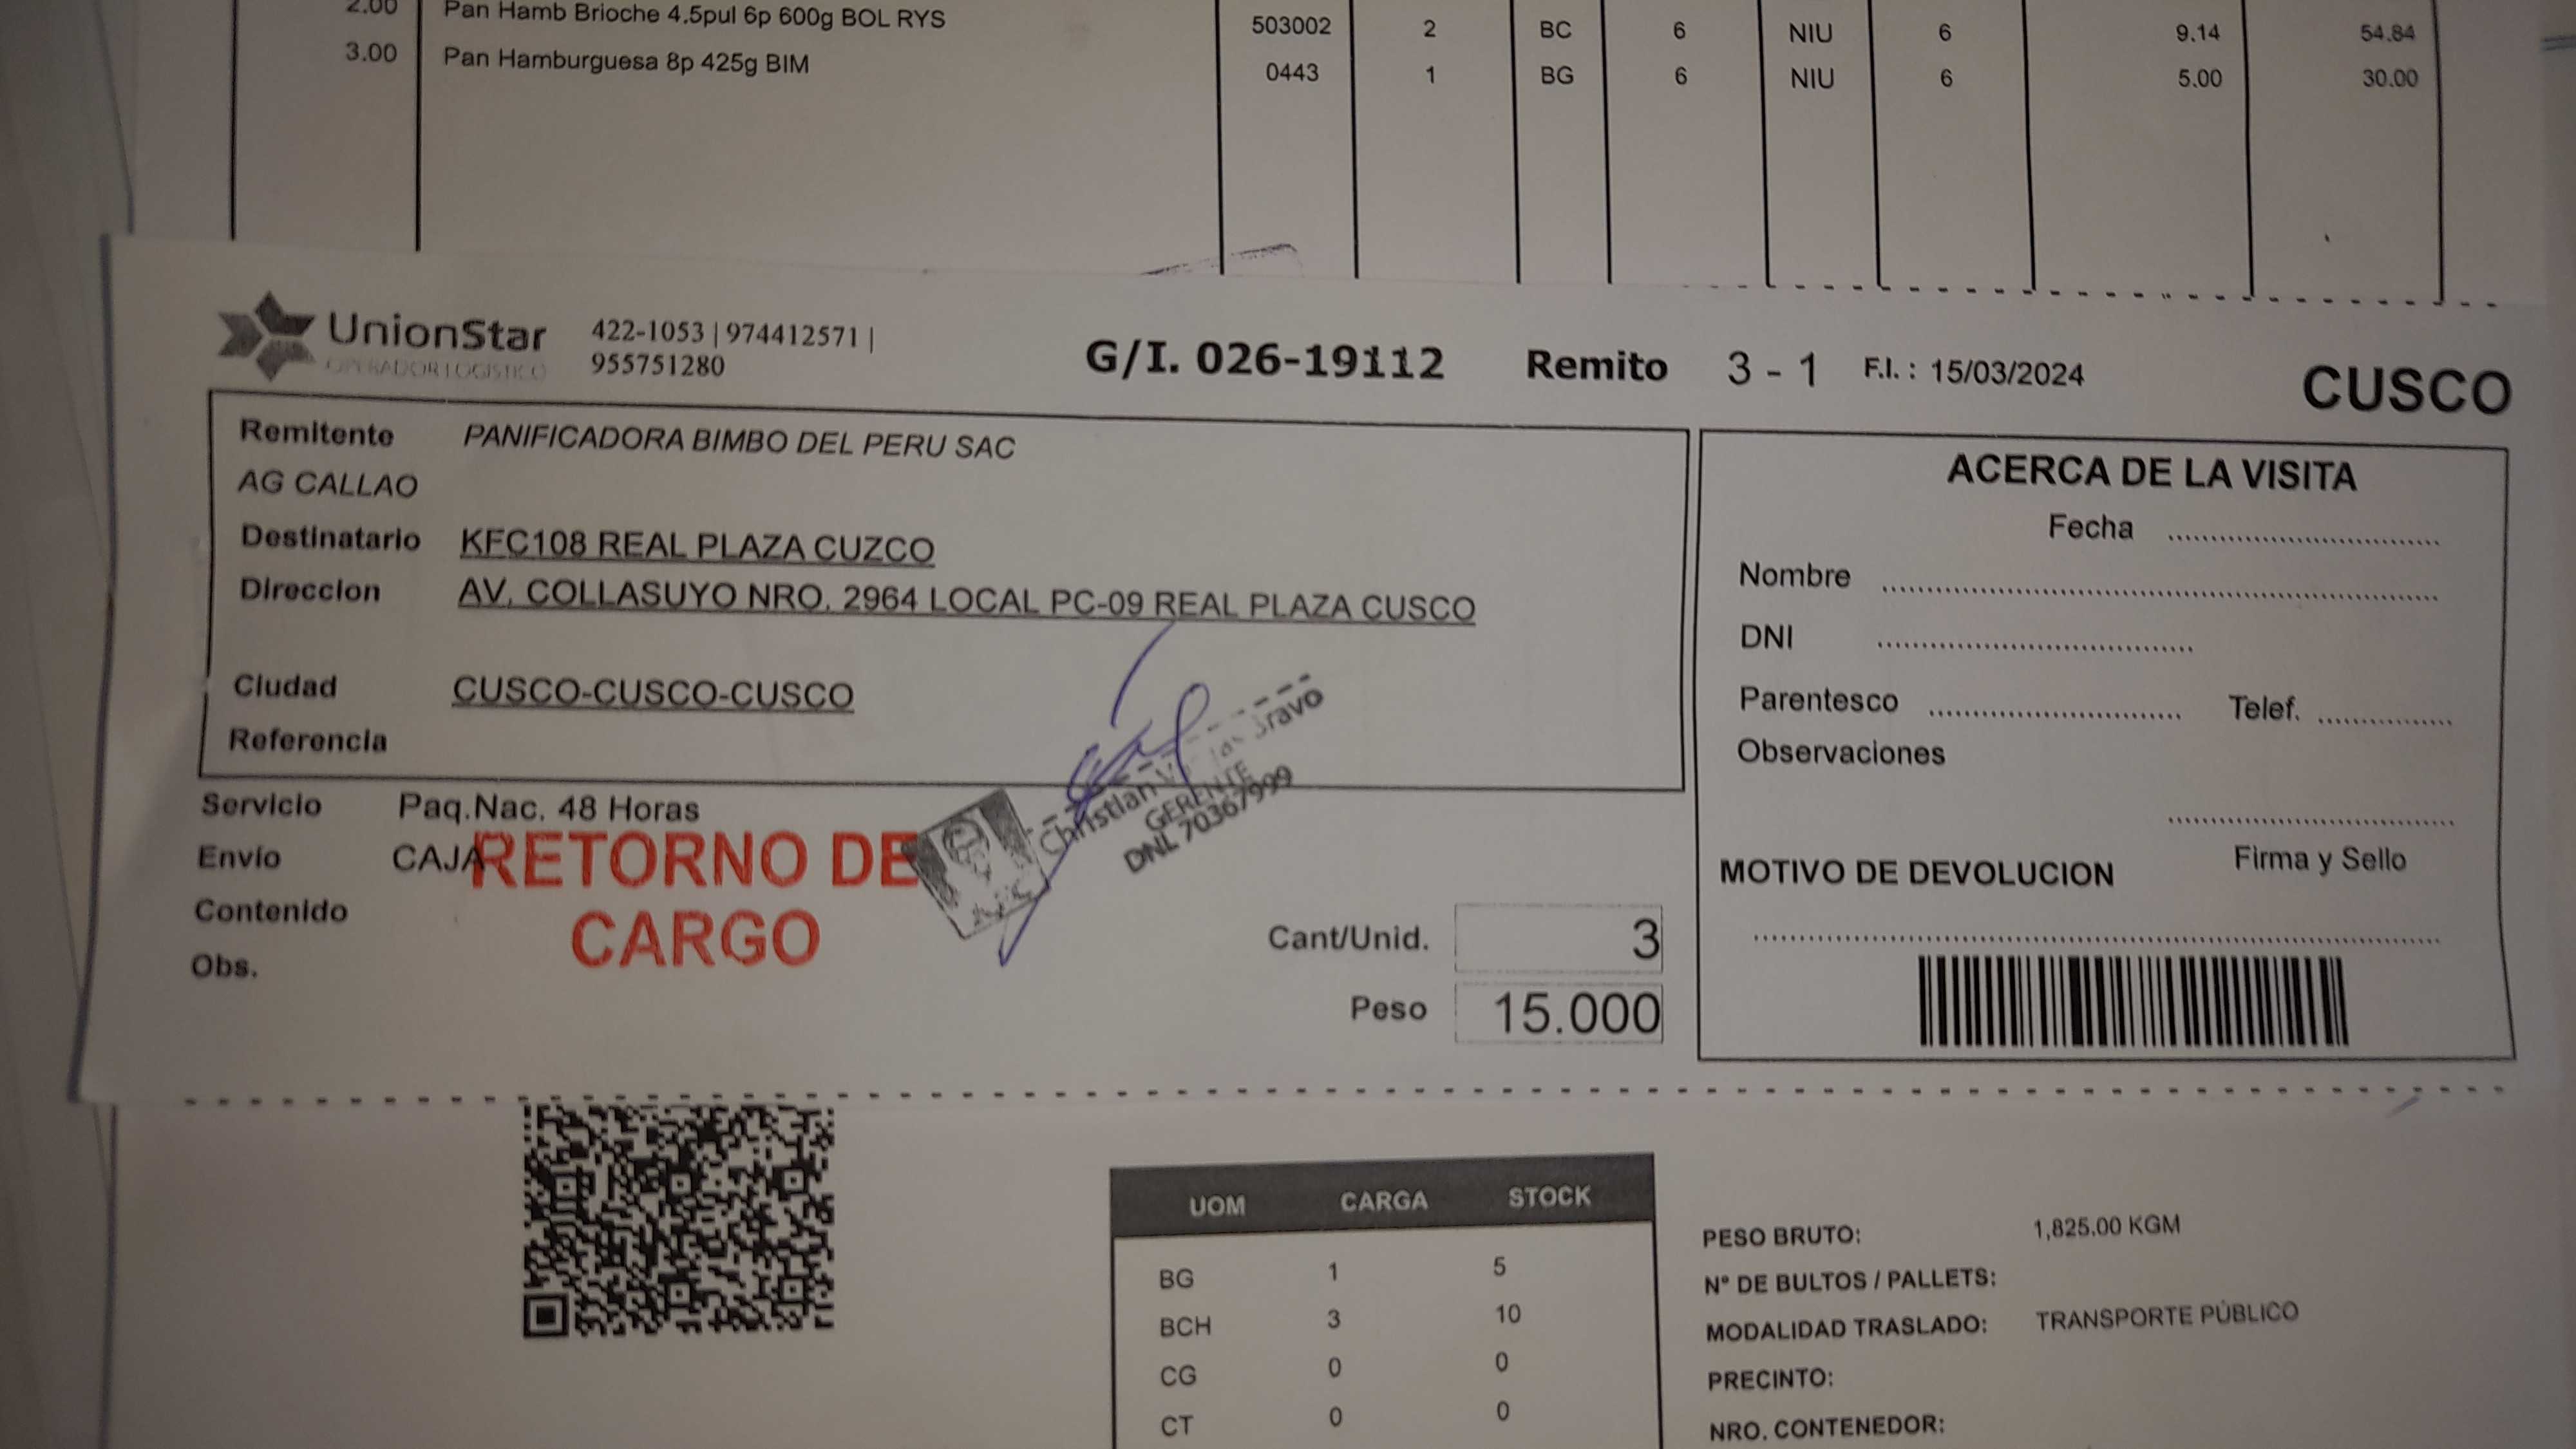 2.00 Pan Hamb Brioche 4.5pul 6p 600g BOL RYS 503002 2 BC 6 NIU 6 9.14 54.84
3.00 Pan Hamburguesa 8p 425g BIM 0443 1 BG 6 NIU 6 5.00 30.00
UnionStar
OPERADOR LOGISTICO
422-1053 | 974412571 |
955751280
G/I. 026-19112 Remito 3 - 1 F.I. : 15/03/2024 CUSCO
Remitente PANIFICADORA BIMBO DEL PERU SAC
AG CALLAO
Destinatario KFC108 REAL PLAZA CUZCO
Direccion AV. COLLASUYO NRO. 2964 LOCAL PC-09 REAL PLAZA CUSCO
Ciudad CUSCO-CUSCO-CUSCO
Referencia
Servicio Paq.Nac. 48 Horas
Envío CAJA
Contenido
Obs.
RETORNO DE
CARGO
Christian Bravo
GERENTE
DNI. 70367999
Cant/Unid. 3
Peso 15.000
ACERCA DE LA VISITA
Fecha
Nombre
DNI
Parentesco Telef.
Observaciones
Firma y Sello
MOTIVO DE DEVOLUCION
UOM CARGA STOCK
BG 1 5
BCH 3 10
CG 0 0
CT 0 0
PESO BRUTO: 1,825.00 KGM
N° DE BULTOS / PALLETS:
MODALIDAD TRASLADO: TRANSPORTE PÚBLICO
PRECINTO:
NRO. CONTENEDOR: